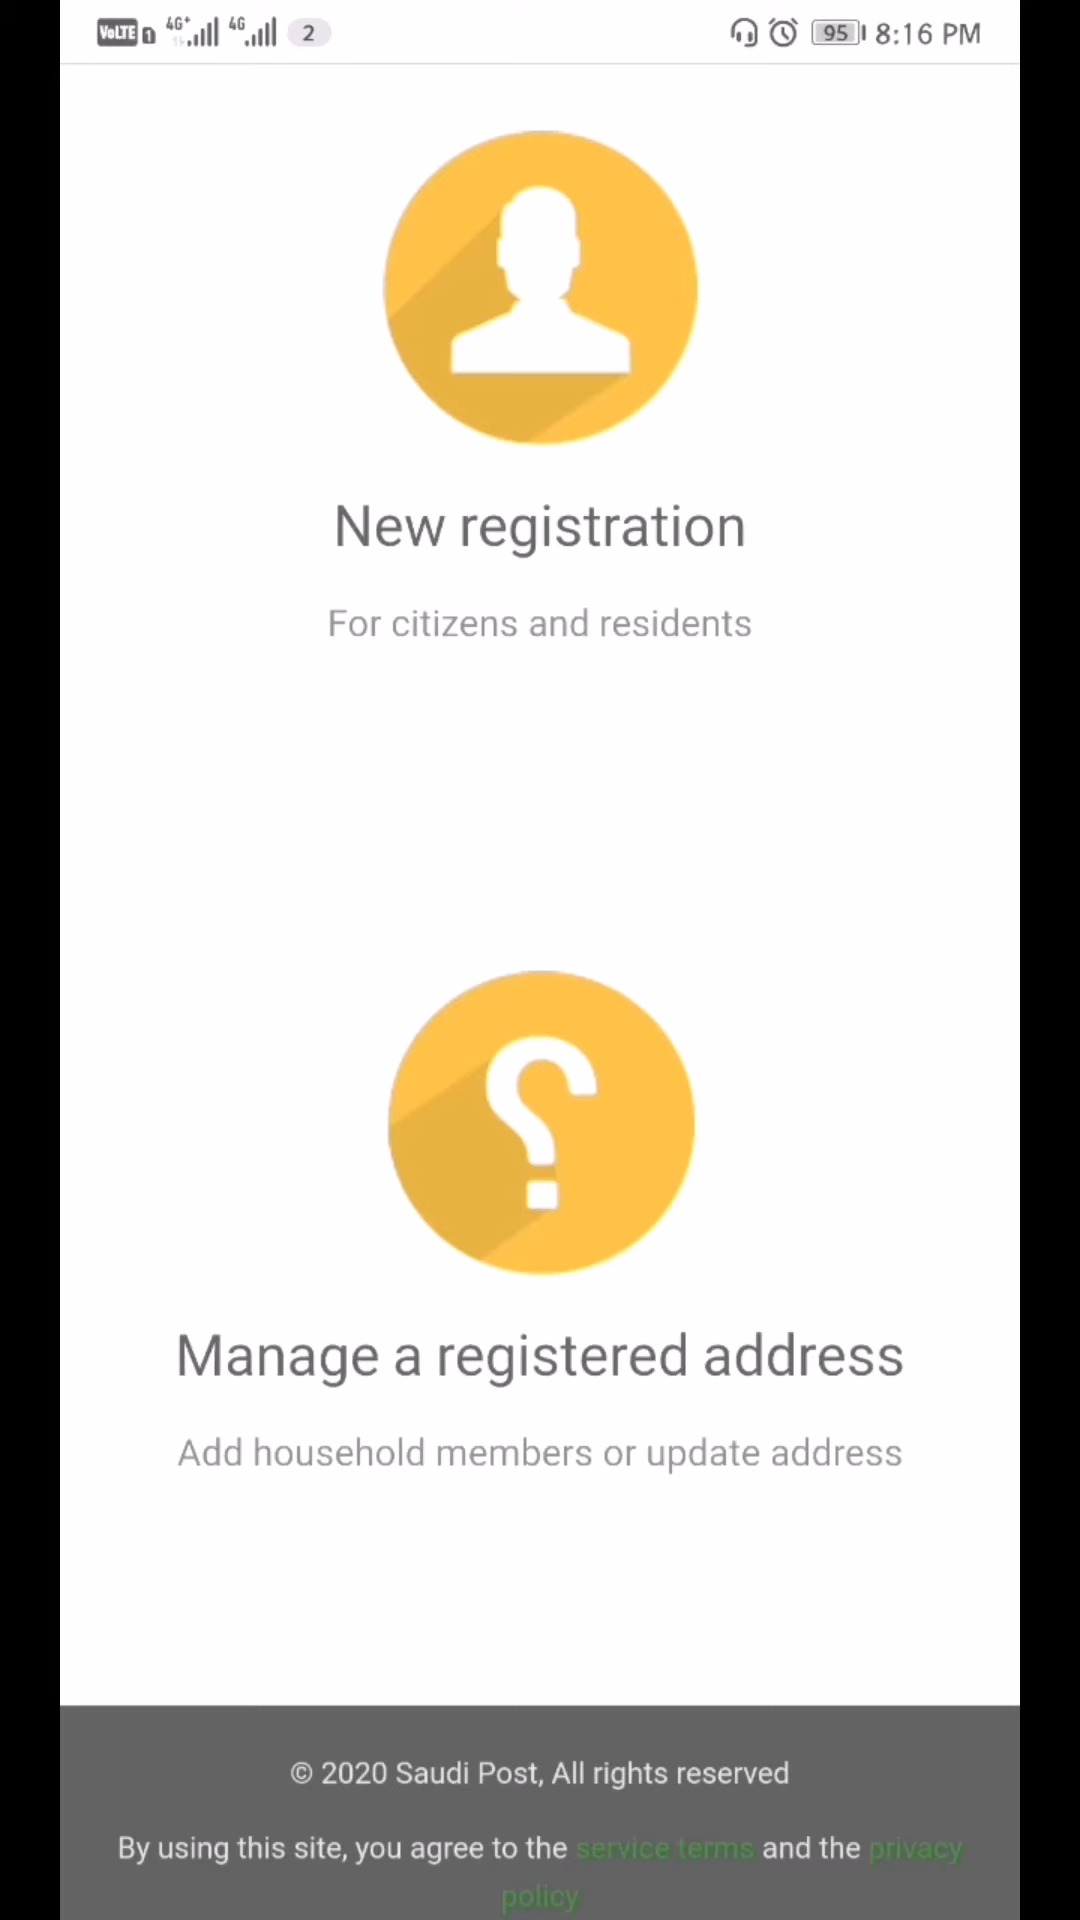 VoLTE 1 4G+ 4G 2 95 8:16 PM
New registration
For citizens and residents
؟
Manage a registered address
Add household members or update address
© 2020 Saudi Post, All rights reserved
By using this site, you agree to the service terms and the privacy
policy